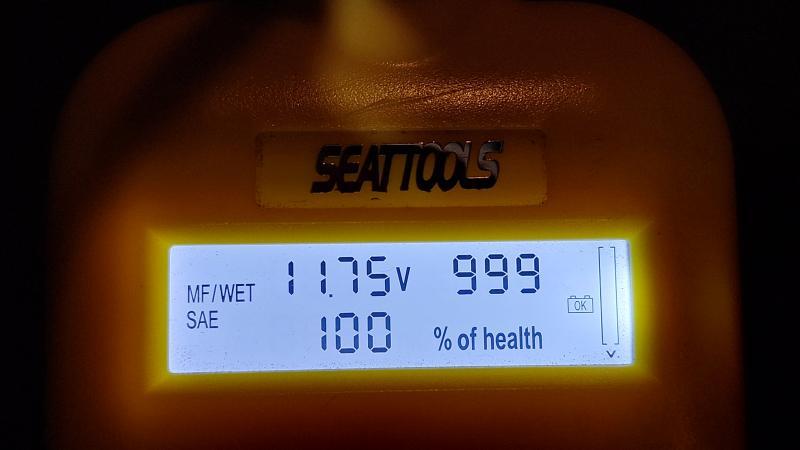 SEATTOOLS
MF/WET 11.75V 999
SAE 100 % of health
OK